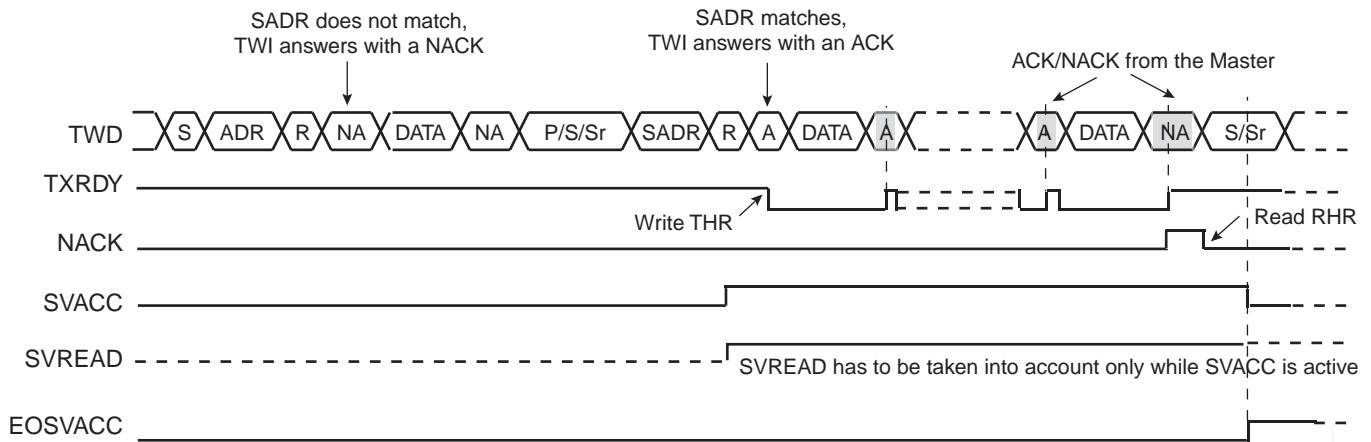 SADR does not match,
TWI answers with a NACK
SADR matches,
TWI answers with an ACK
ACK/NACK from the Master
TWD S ADR R NA DATA NA P/S/Sr SADR R A DATA A A DATA NA S/Sr
TXRDY
Write THR
Read RHR
NACK
SVACC
SVREAD
SVREAD has to be taken into account only while SVACC is active
EOSVACC